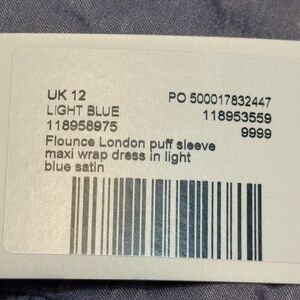 UK 12 PO 500017832447
LIGHT BLUE 118953559
118958975 9999
Flounce London puff sleeve
maxi wrap dress in light
blue satin